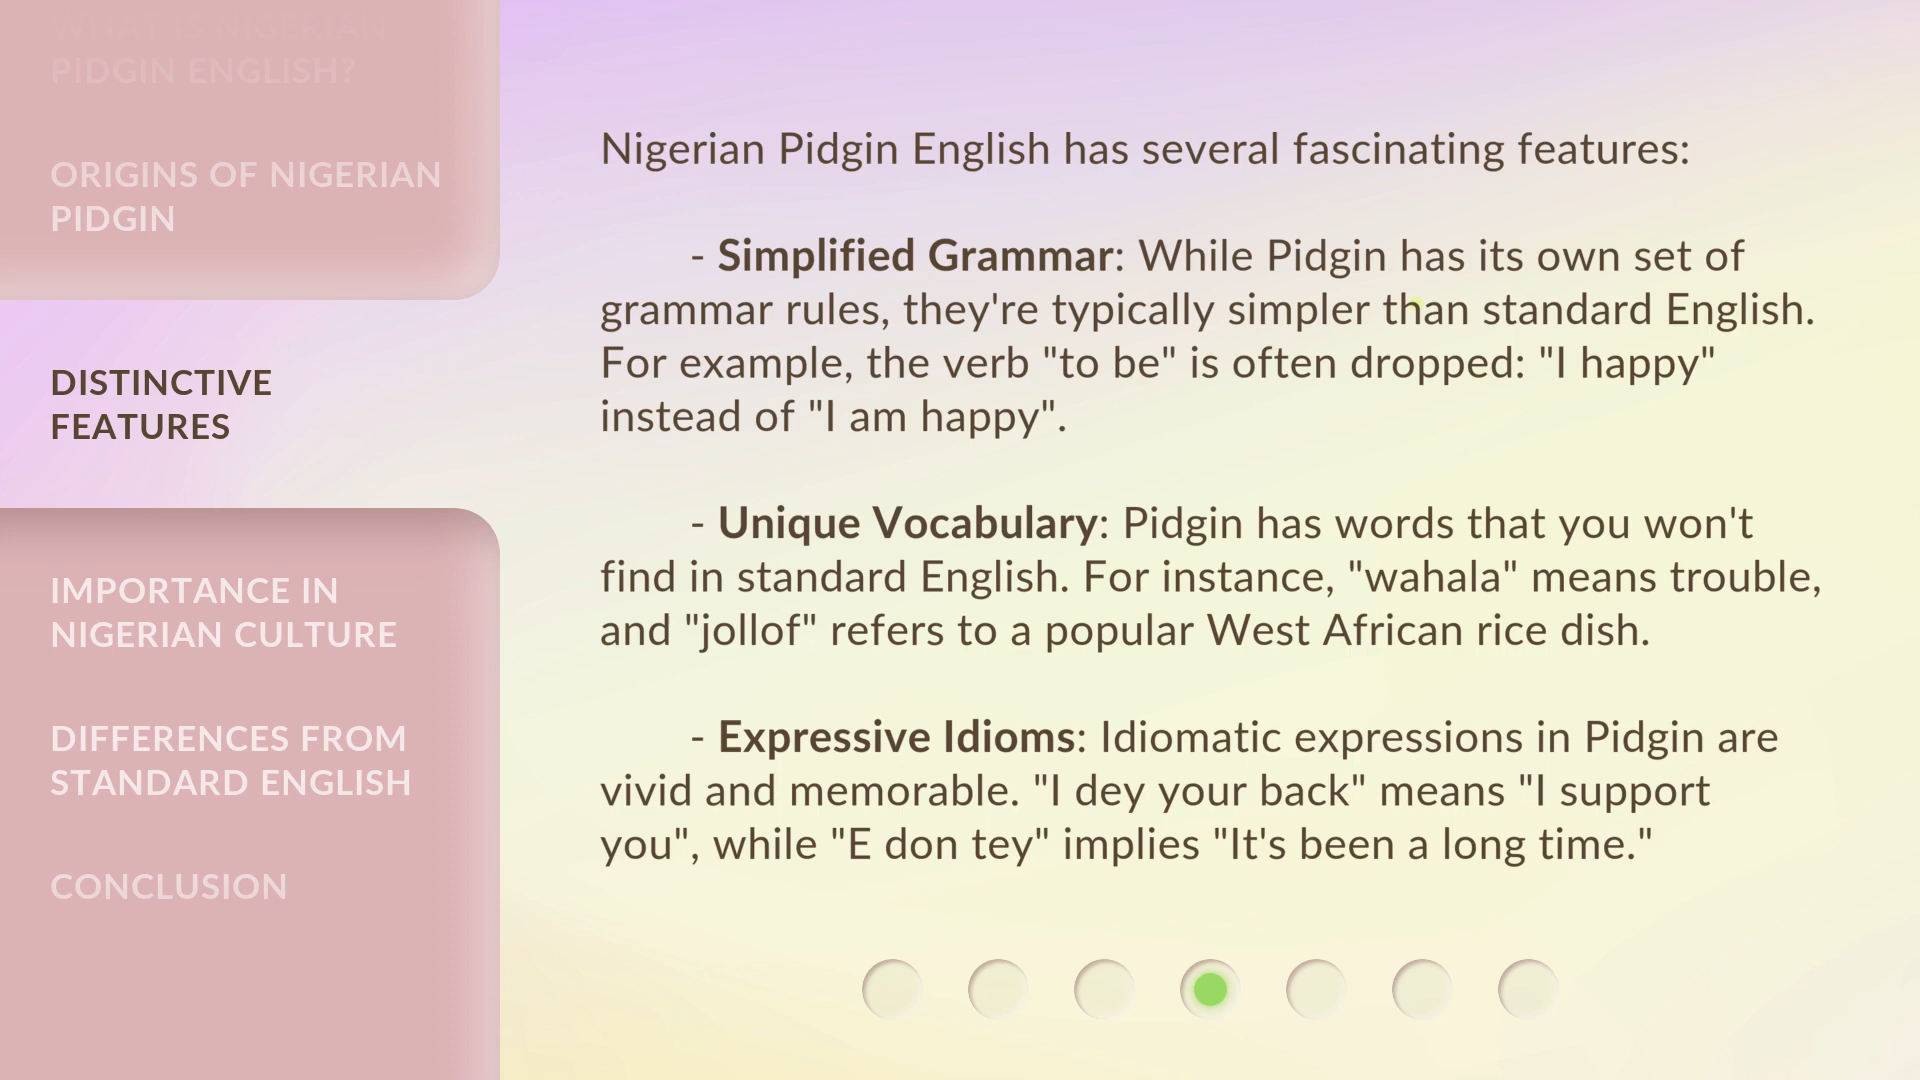 WHAT IS NIGERIAN
PIDGIN ENGLISH?
ORIGINS OF NIGERIAN
PIDGIN
DISTINCTIVE
FEATURES
IMPORTANCE IN
NIGERIAN CULTURE
DIFFERENCES FROM
STANDARD ENGLISH
CONCLUSION
Nigerian Pidgin English has several fascinating features:
- Simplified Grammar: While Pidgin has its own set of
grammar rules, they're typically simpler than standard English.
For example, the verb "to be" is often dropped: "I happy"
instead of "I am happy".
- Unique Vocabulary: Pidgin has words that you won't
find in standard English. For instance, "wahala" means trouble,
and "jollof" refers to a popular West African rice dish.
- Expressive Idioms: Idiomatic expressions in Pidgin are
vivid and memorable. "I dey your back" means "I support
you", while "E don tey" implies "It's been a long time."